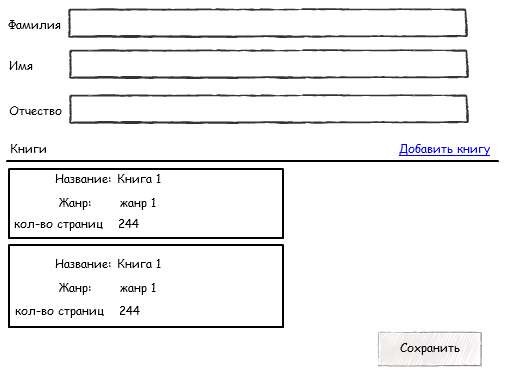 Фамилия
Имя
Отчество
Книги Добавить книгу
Название: Книга 1
Жанр: жанр 1
кол-во страниц 244
Название: Книга 1
Жанр: жанр 1
кол-во страниц 244
Сохранить